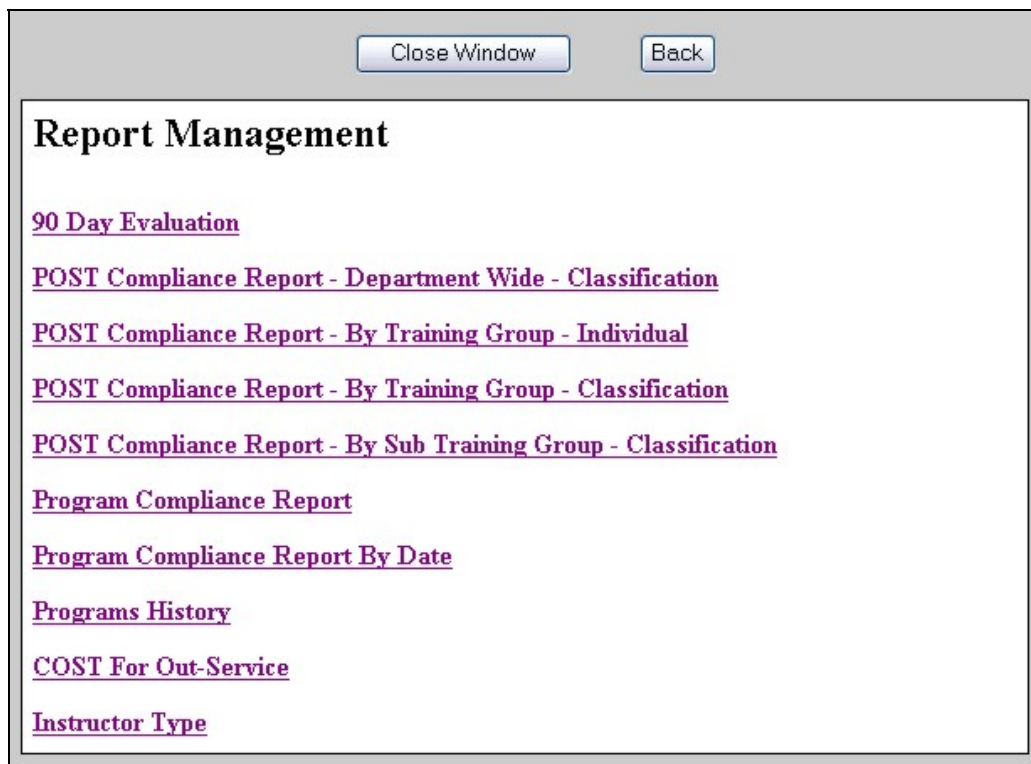 Close Window Back
Report Management
90 Day Evaluation
POST Compliance Report - Department Wide - Classification
POST Compliance Report - By Training Group - Individual
POST Compliance Report - By Training Group - Classification
POST Compliance Report - By Sub Training Group - Classification
Program Compliance Report
Program Compliance Report By Date
Programs History
COST For Out-Service
Instructor Type